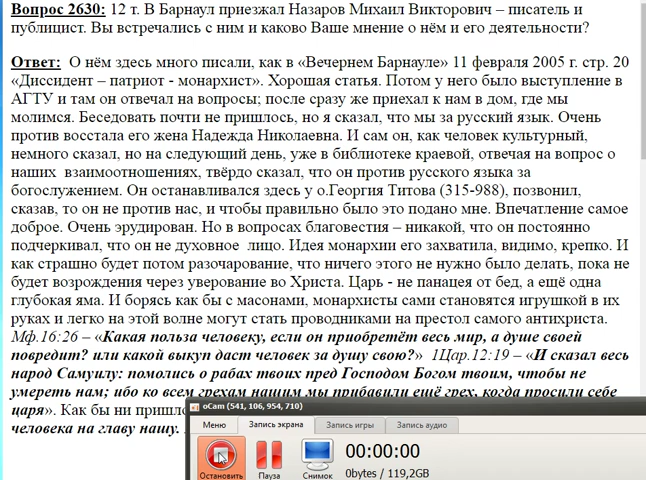 Вопрос 2630: 12 т. В Барнаул приезжал Назаров Михаил Викторович – писатель и
публицист. Вы встречались с ним и каково Ваше мнение о нём и его деятельности?
Ответ: О нём здесь много писали, как в «Вечернем Барнауле» 11 февраля 2005 г. стр. 20
«Диссидент – патриот - монархист». Хорошая статья. Потом у него было выступление в
АГТУ и там он отвечал на вопросы; после сразу же приехал к нам в дом, где мы
молимся. Беседовать почти не пришлось, но я сказал, что мы за русский язык. Очень
против восстала его жена Надежда Николаевна. И сам он, как человек культурный,
немного сказал, но на следующий день, уже в библиотеке краевой, отвечая на вопрос о
наших взаимоотношениях, твёрдо сказал, что он против русского языка за
богослужением. Он останавливался здесь у о.Георгия Титова (315-988), позвонил,
сказав, то он не против нас, и чтобы правильно было это подано мне. Впечатление самое
доброе. Очень эрудирован. Но в вопросах благовестия – никакой, что он постоянно
подчеркивал, что он не духовное лицо. Идея монархии его захватила, видимо, крепко. И
как страшно будет потом разочарование, что ничего этого не нужно было делать, пока не
будет возрождения через уверование во Христа. Царь - не панацея от бед, а ещё одна
глубокая яма. И борясь как бы с масонами, монархисты сами становятся игрушкой в их
руках и легко на этой волне могут стать проводниками на престол самого антихриста.
Мф.16:26 – «Какая польза человеку, если он приобретёт весь мир, а душе своей
повредит? или какой выкуп даст человек за душу свою?» 1Цар.12:19 – «И сказал весь
народ Самуилу: помолись о рабах твоих пред Господом Богом твоим, чтобы не
умереть нам; ибо ко всем грехам нашим мы прибавили ещё грех, когда просили себе
царя». Как бы ни пришло
человека на главу нашу.
oCam (541, 106, 954, 710)
Меню Запись экрана Запись игры Запись аудио
00:00:00
0bytes / 119,2GB
Остановить Пауза Снимок